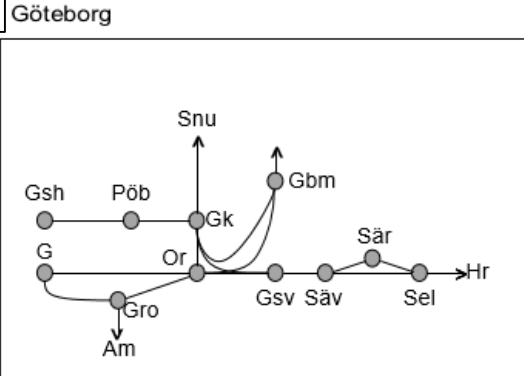 Göteborg
Snu
Gsh Pöb Gk Gbm
G Or Sär
Hr
Gro Gsv Säv Sel
Am